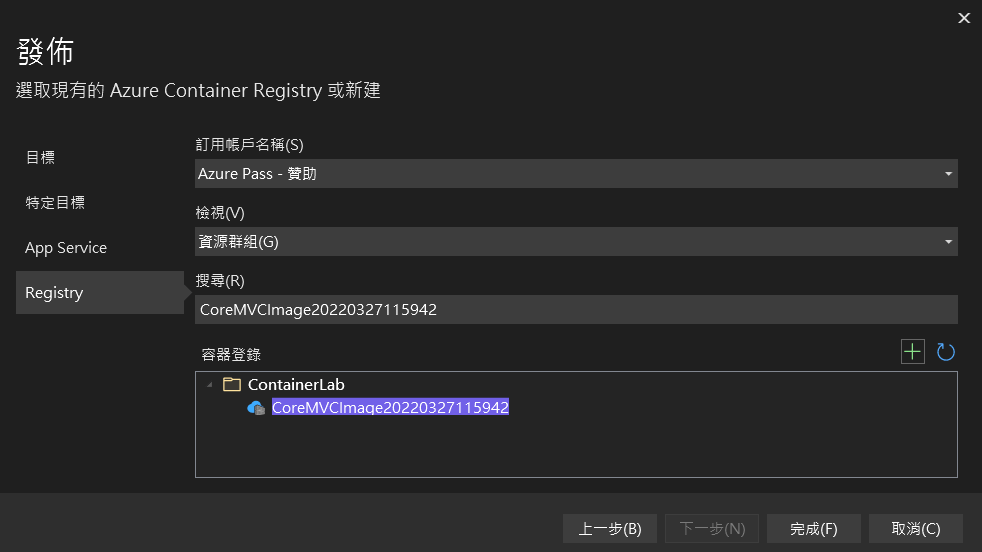 發佈
選取現有的 Azure Container Registry 或新建
目標
特定目標
App Service
Registry
訂用帳戶名稱(S)
Azure Pass - 贊助
檢視(V)
資源群組(G)
搜尋(R)
CoreMVCImage20220327115942
容器登錄
ContainerLab
CoreMVCImage20220327115942
上一步(B)
下一步(N)
完成(F)
取消(C)